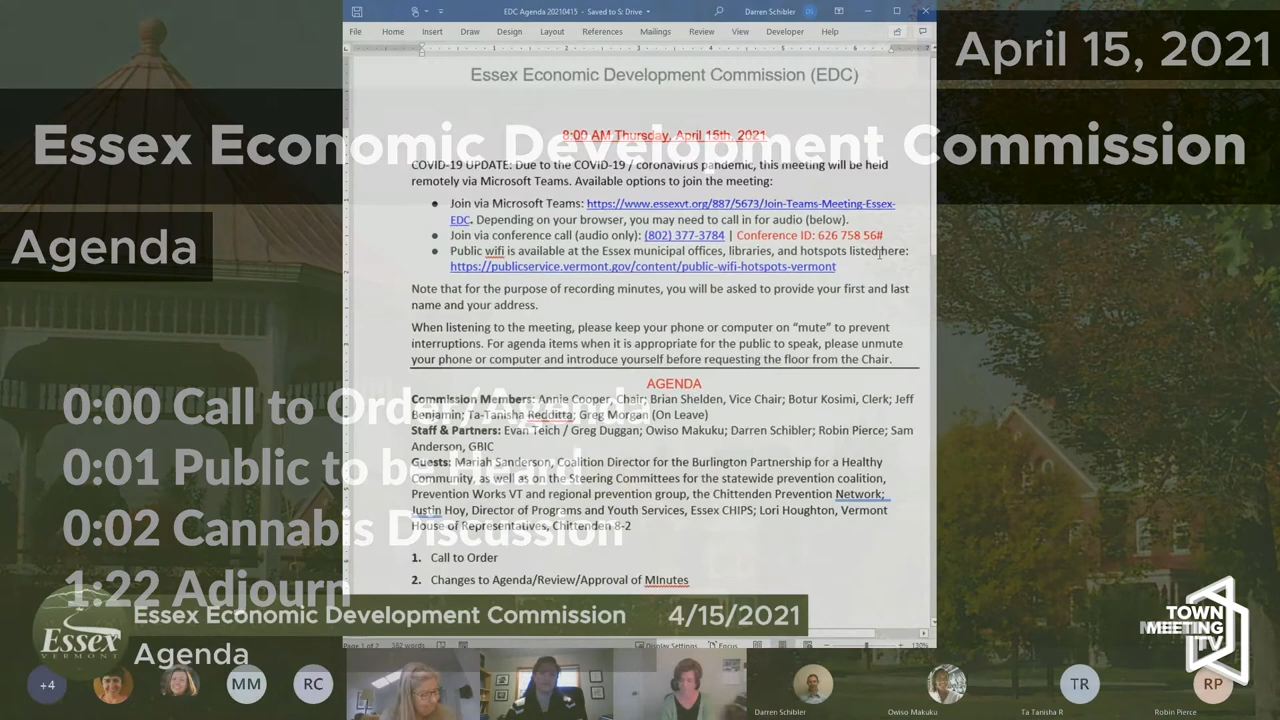 EDC Agenda 20210415 - Saved to S: Drive
Darren Schibler
File Home Insert Draw Design Layout References Mailings Review View Developer Help
April 15, 2021
Essex Economic Development Commission (EDC)
8:00 AM Thursday, April 15th, 2021
Essex Economic Development Commission
COVID-19 UPDATE: Due to the COVID-19 / coronavirus pandemic, this meeting will be held
remotely via Microsoft Teams. Available options to join the meeting:
Join via Microsoft Teams: https://www.essexvt.org/887/5673/Join-Teams-Meeting-Essex-
EDC. Depending on your browser, you may need to call in for audio (below).
Join via conference call (audio only): (802) 377-3784 | Conference ID: 626 758 56#
Public wifi is available at the Essex municipal offices, libraries, and hotspots listed here:
https://publicservice.vermont.gov/content/public-wifi-hotspots-vermont
Agenda
Note that for the purpose of recording minutes, you will be asked to provide your first and last
name and your address.
When listening to the meeting, please keep your phone or computer on “mute” to prevent
interruptions. For agenda items when it is appropriate for the public to speak, please unmute
your phone or computer and introduce yourself before requesting the floor from the Chair.
AGENDA
Commission Members: Annie Cooper, Chair; Brian Shelden, Vice Chair; Botur Kosimi, Clerk; Jeff
Benjamin; Ta-Tanisha Redditta; Greg Morgan (On Leave)
Staff & Partners: Evan Teich / Greg Duggan; Owiso Makuku; Darren Schibler; Robin Pierce; Sam
Anderson, GBIC
Guests: Mariah Sanderson, Coalition Director for the Burlington Partnership for a Healthy
Community, as well as on the Steering Committees for the statewide prevention coalition,
Prevention Works VT and regional prevention group, the Chittenden Prevention Network;
Justin Hoy, Director of Programs and Youth Services, Essex CHIPS; Lori Houghton, Vermont
House of Representatives, Chittenden 8-2
1. Call to Order
2. Changes to Agenda/Review/Approval of MInutes
0:00 Call to Order/Agenda
0:01 Public to be Heard
0:02 Cannabis Discussion
1:22 Adjourn
Essex Economic Development Commission 4/15/2021
Agenda
Essex
VERMONT
TOWN
MEETING
TV
Page 1 of 2 382 words Display Settings Focus 130%
+4 MM RC TR RP
Darren Schibler Owiso Makuku Ta Tanisha R Robin Pierce